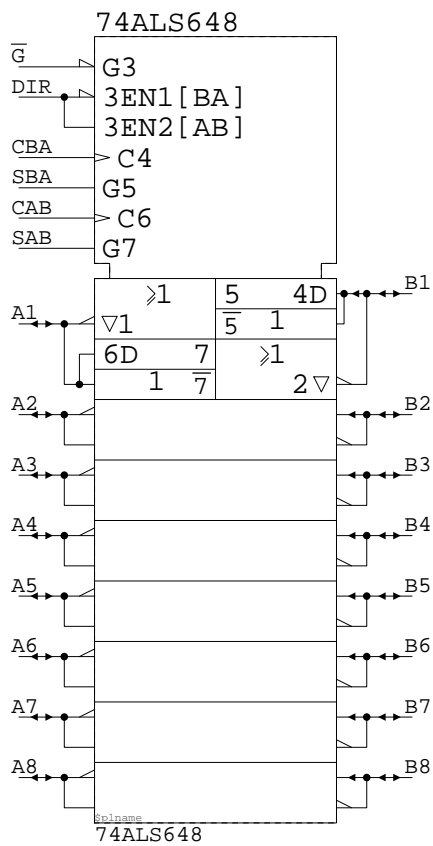 74ALS648
G̅ G3
DIR 3EN1[BA]
3EN2[AB]
CBA C4
SBA G5
CAB C6
SAB G7
≥1 5 4D B1
A1 ▽1 5̅ 1
6D 7 ≥1
1 7̅ 2▽
A2 B2
A3 B3
A4 B4
A5 B5
A6 B6
A7 B7
A8 B8
$plname
74ALS648